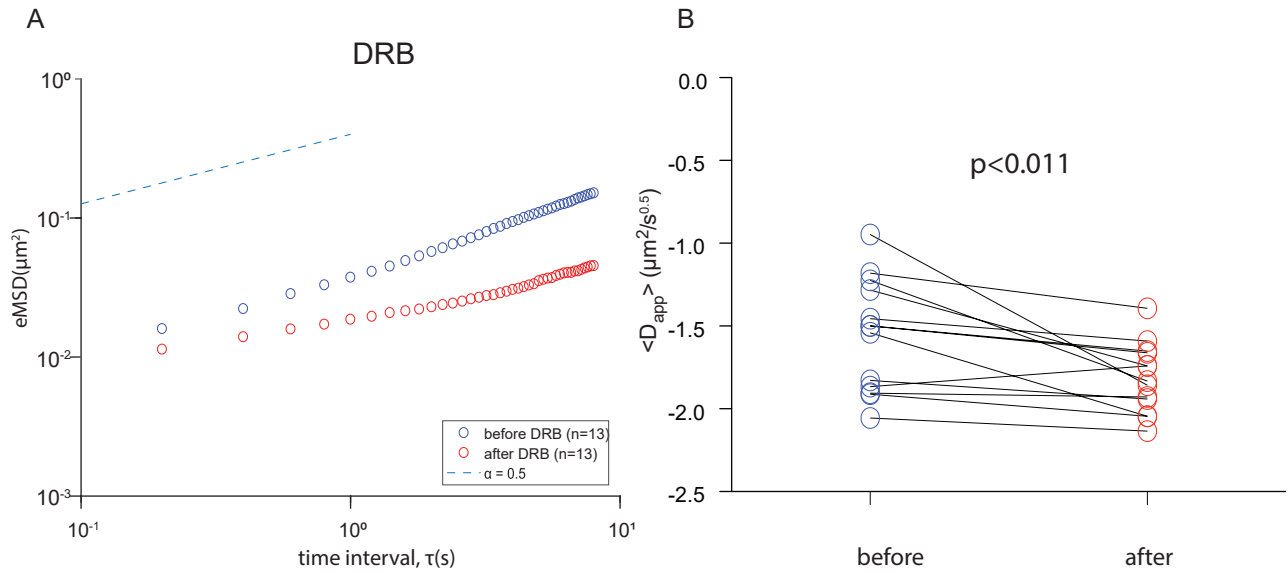 A
DRB
10⁰
10⁻¹
10⁻²
10⁻³
eMSD(μm²)
before DRB (n=13)
after DRB (n=13)
α = 0.5
10⁻¹
10⁰
10¹
time interval, τ(s)
B
0.0
-0.5
-1.0
-1.5
-2.0
-2.5
<D_app> (μm²/s^0.5)
p<0.011
before
after